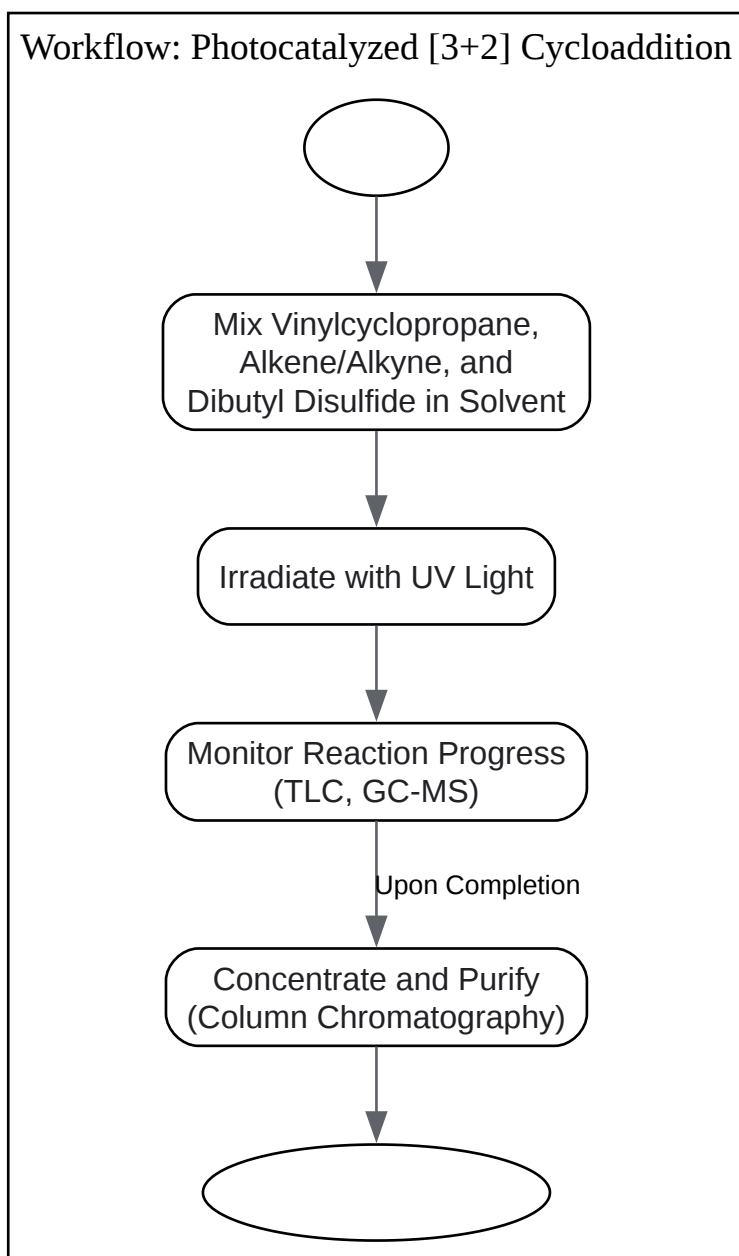 Workflow: Photocatalyzed [3+2] Cycloaddition
Mix Vinylcyclopropane,
Alkene/Alkyne, and
Dibutyl Disulfide in Solvent
Irradiate with UV Light
Monitor Reaction Progress
(TLC, GC-MS)
Upon Completion
Concentrate and Purify
(Column Chromatography)